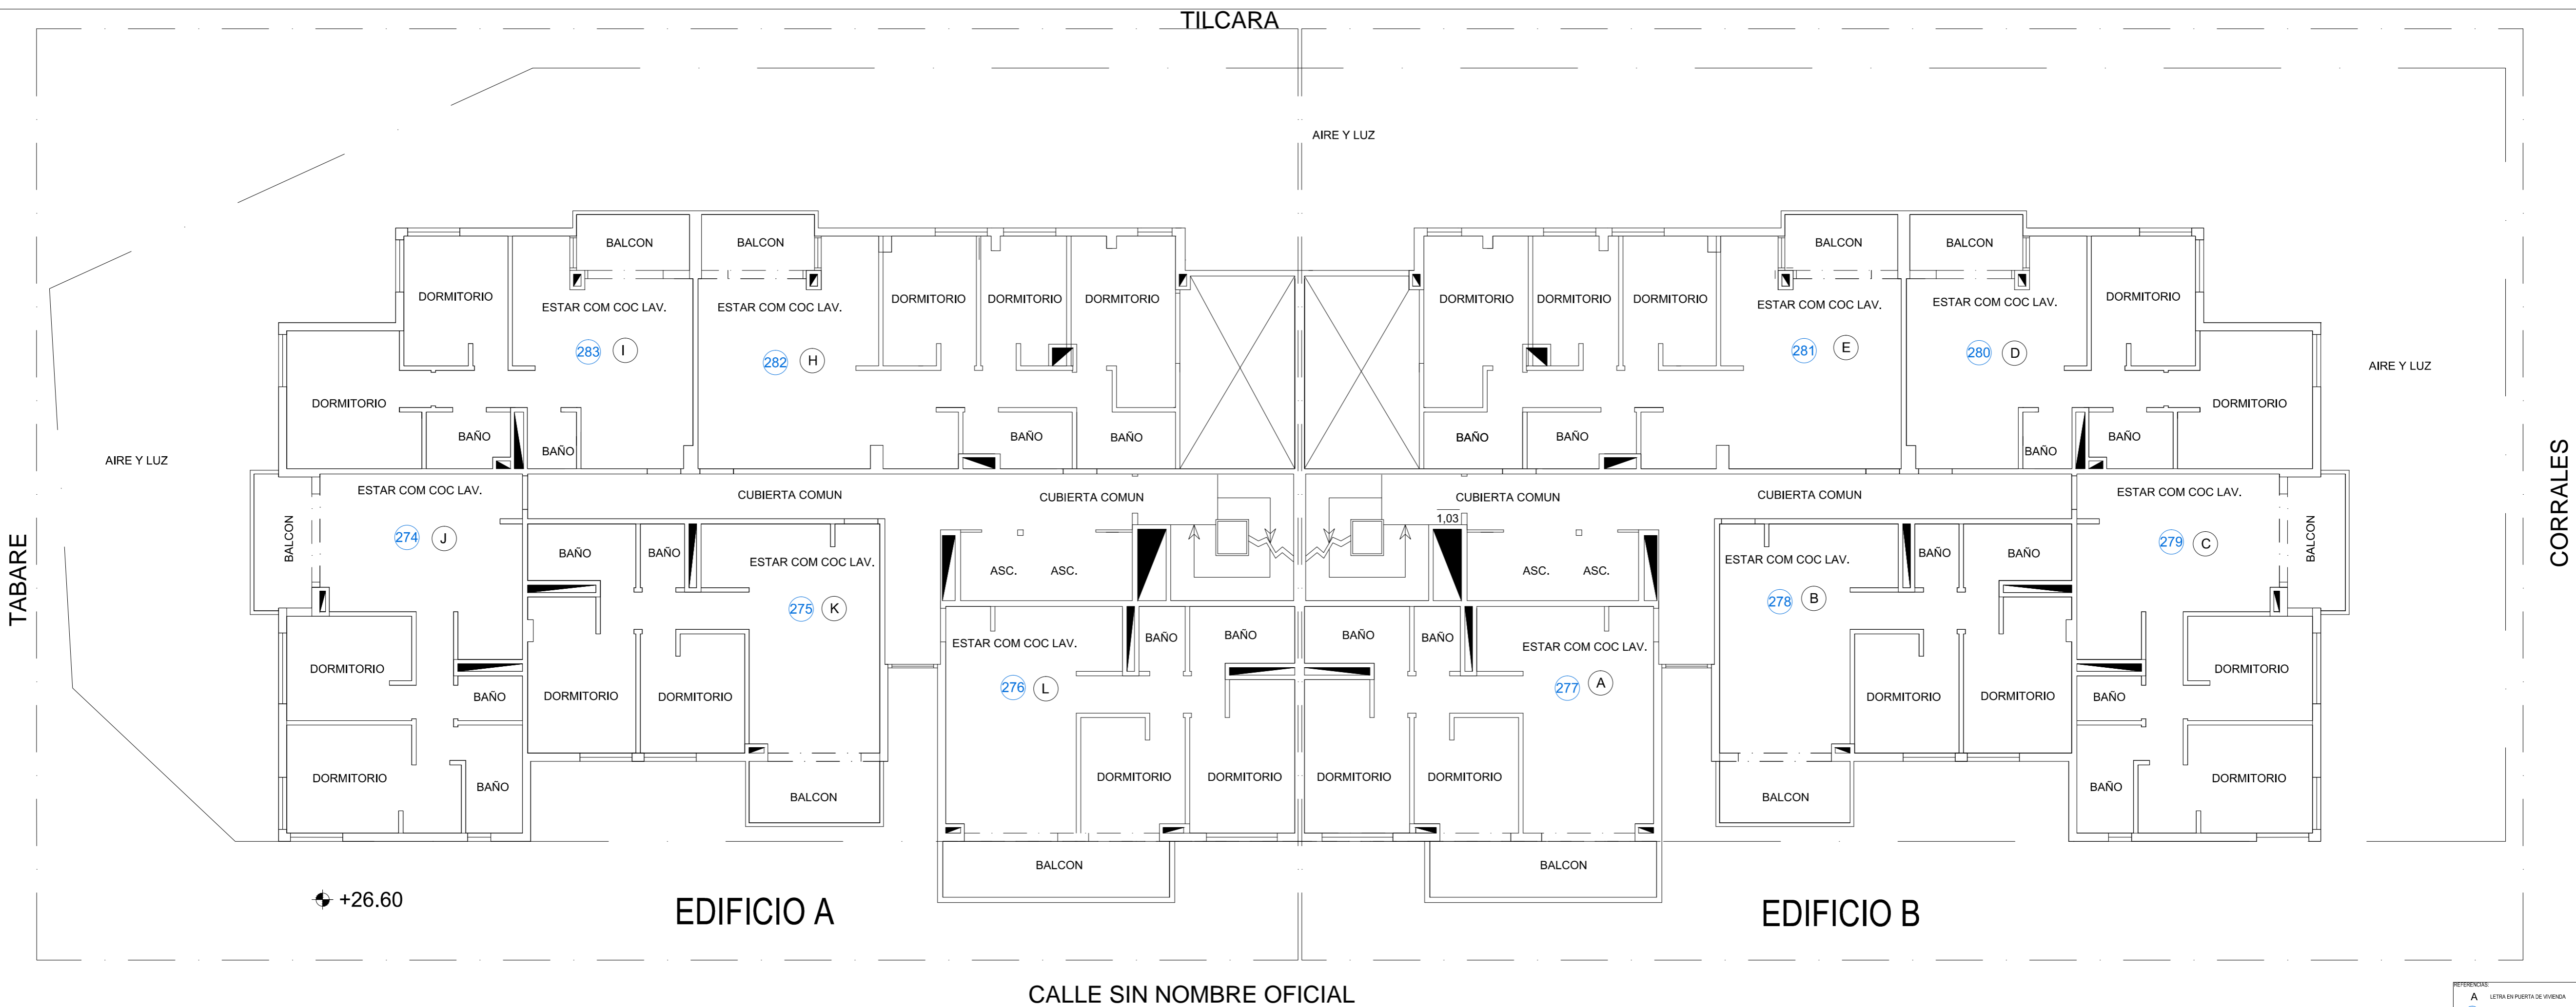 TILCARA
AIRE Y LUZ
BALCON
BALCON
BALCON
BALCON
DORMITORIO
ESTAR COM COC LAV.
ESTAR COM COC LAV.
DORMITORIO
DORMITORIO
DORMITORIO
DORMITORIO
DORMITORIO
DORMITORIO
ESTAR COM COC LAV.
ESTAR COM COC LAV.
DORMITORIO
283
I
282
H
281
E
280
D
AIRE Y LUZ
DORMITORIO
DORMITORIO
BAÑO
BAÑO
BAÑO
BAÑO
BAÑO
BAÑO
BAÑO
BAÑO
AIRE Y LUZ
TABARE
CORRALES
ESTAR COM COC LAV.
CUBIERTA COMUN
CUBIERTA COMUN
CUBIERTA COMUN
CUBIERTA COMUN
ESTAR COM COC LAV.
1,03
BALCON
274
J
BAÑO
BAÑO
ESTAR COM COC LAV.
ASC.
ASC.
ASC.
ASC.
ESTAR COM COC LAV.
BAÑO
BAÑO
279
C
BALCON
275
K
278
B
ESTAR COM COC LAV.
BAÑO
BAÑO
BAÑO
BAÑO
ESTAR COM COC LAV.
DORMITORIO
BAÑO
DORMITORIO
DORMITORIO
276
L
277
A
DORMITORIO
DORMITORIO
BAÑO
DORMITORIO
DORMITORIO
BAÑO
BALCON
DORMITORIO
DORMITORIO
DORMITORIO
DORMITORIO
BALCON
BAÑO
DORMITORIO
BALCON
BALCON
+26.60
EDIFICIO A
EDIFICIO B
CALLE SIN NOMBRE OFICIAL
REFERENCIAS:
A LETRA EN PUERTA DE VIVIENDA